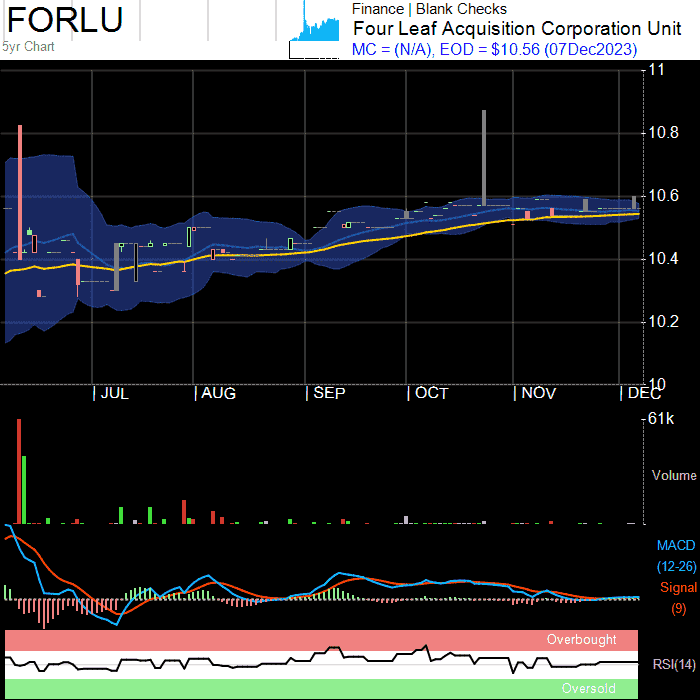 FORLU
5yr Chart
Finance | Blank Checks
Four Leaf Acquisition Corporation Unit
MC = (N/A), EOD = $10.56 (07Dec2023)
11
10.8
10.6
10.4
10.2
10
JUL
AUG
SEP
OCT
NOV
DEC
61k
Volume
MACD
(12-26)
Signal
(9)
Overbought
RSI(14)
Oversold